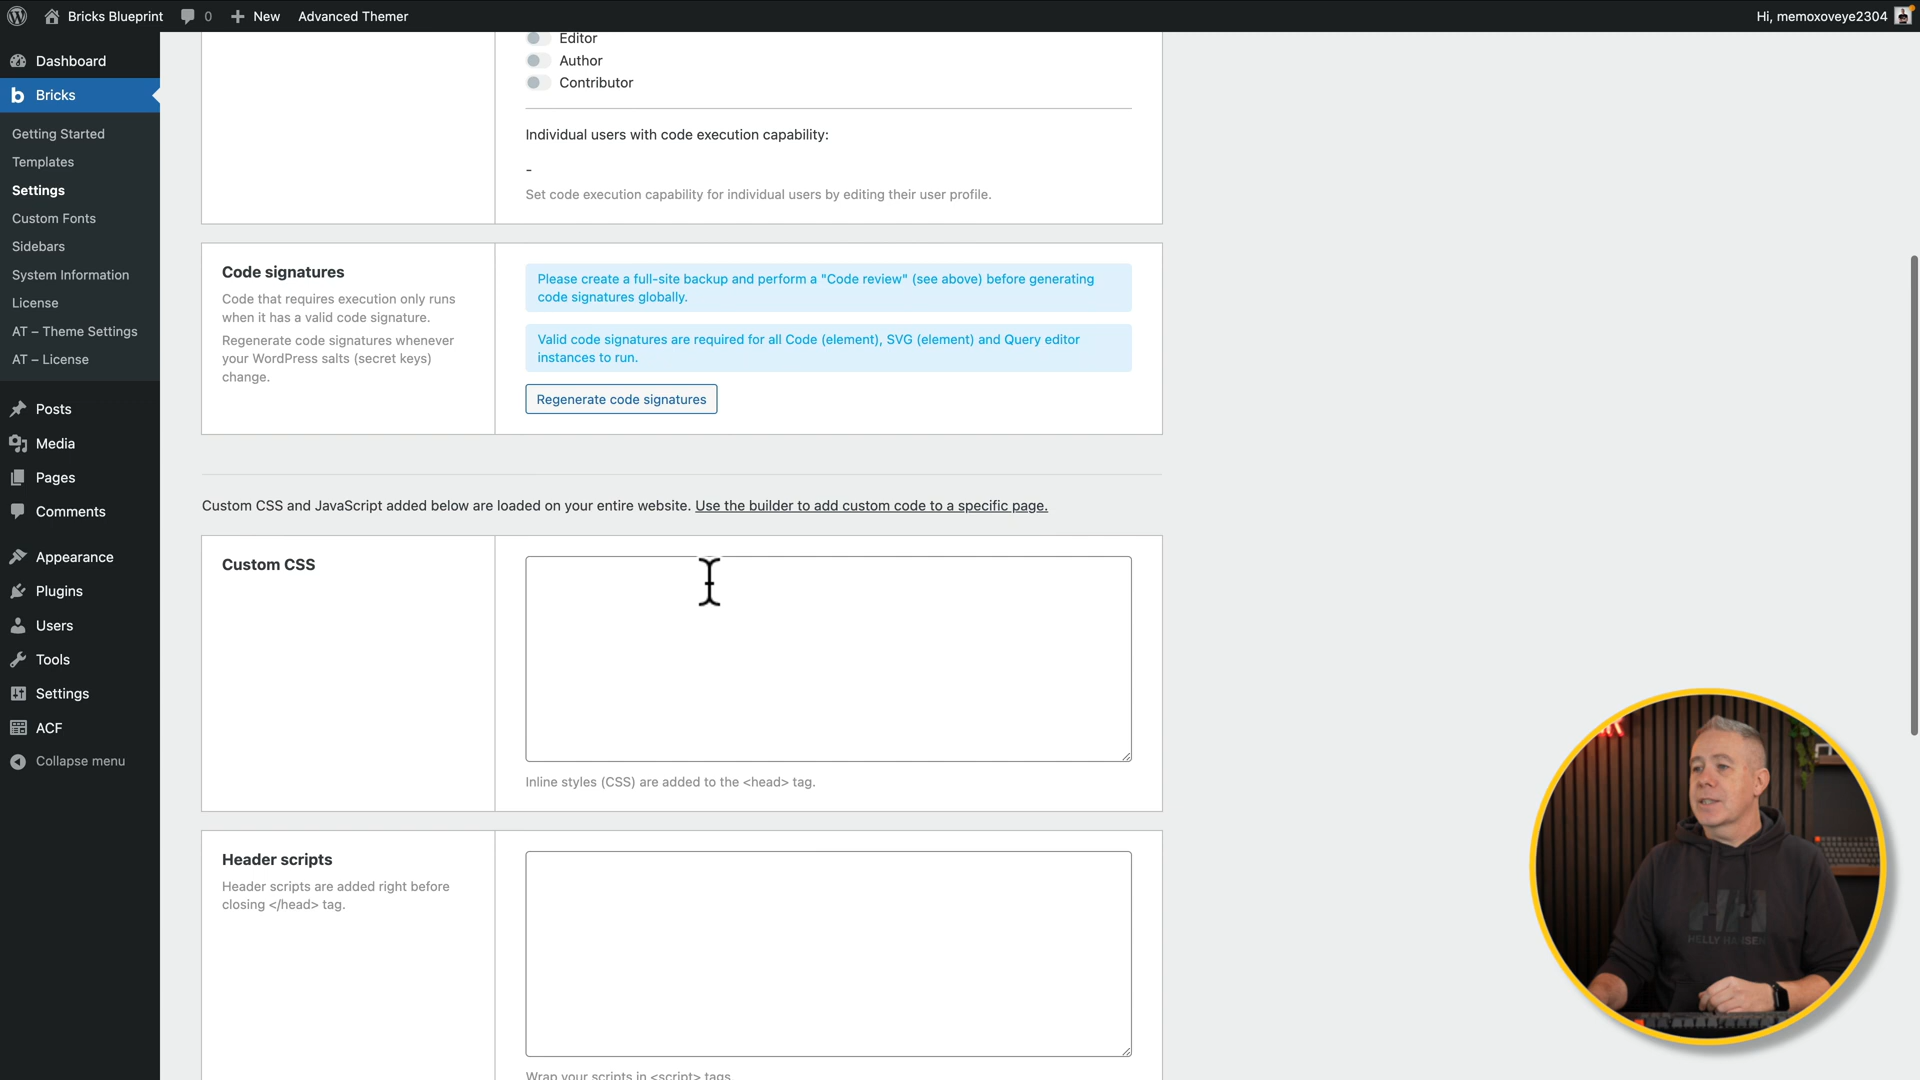 Bricks Blueprint
0
New
Advanced Themer
Hi, memoxoveye2304
Dashboard
Bricks
Getting Started
Templates
Settings
Custom Fonts
Sidebars
System Information
License
AT – Theme Settings
AT – License
Posts
Media
Pages
Comments
Appearance
Plugins
Users
Tools
Settings
ACF
Collapse menu
Editor
Author
Contributor
Individual users with code execution capability:
-
Set code execution capability for individual users by editing their user profile.
Code signatures
Code that requires execution only runs
when it has a valid code signature.
Regenerate code signatures whenever
your WordPress salts (secret keys)
change.
Please create a full-site backup and perform a "Code review" (see above) before generating
code signatures globally.
Valid code signatures are required for all Code (element), SVG (element) and Query editor
instances to run.
Regenerate code signatures
Custom CSS and JavaScript added below are loaded on your entire website. Use the builder to add custom code to a specific page.
Custom CSS
Inline styles (CSS) are added to the <head> tag.
Header scripts
Header scripts are added right before
closing </head> tag.
Wrap your scripts in <script> tags
HELLY HANSEN